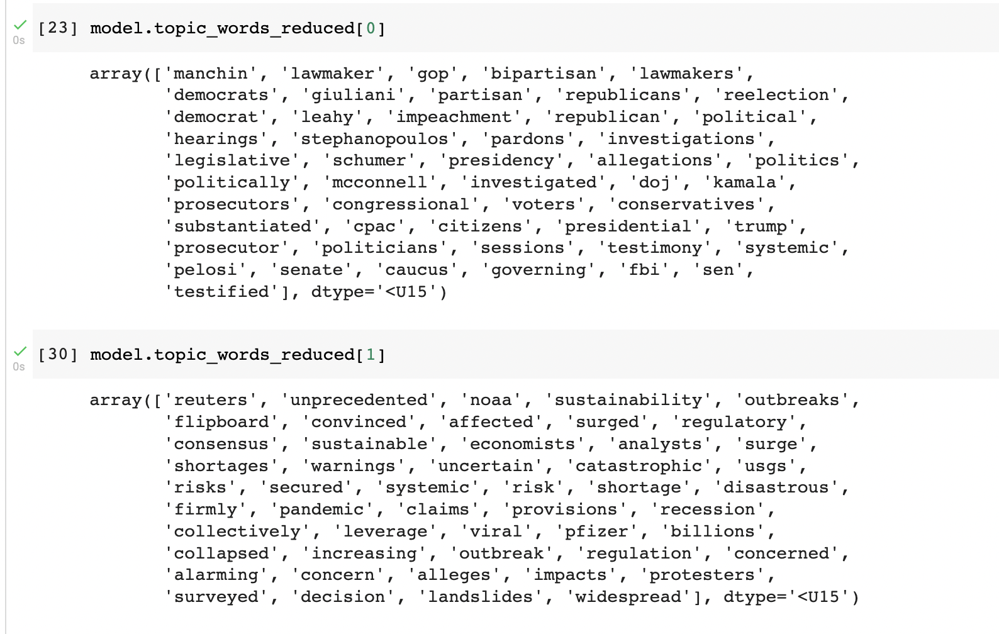 [23] model.topic_words_reduced[0]
0s
array(['manchin', 'lawmaker', 'gop', 'bipartisan', 'lawmakers',
'democrats', 'giuliani', 'partisan', 'republicans', 'reelection',
'democrat', 'leahy', 'impeachment', 'republican', 'political',
'hearings', 'stephanopoulos', 'pardons', 'investigations',
'legislative', 'schumer', 'presidency', 'allegations', 'politics',
'politically', 'mcconnell', 'investigated', 'doj', 'kamala',
'prosecutors', 'congressional', 'voters', 'conservatives',
'substantiated', 'cpac', 'citizens', 'presidential', 'trump',
'prosecutor', 'politicians', 'sessions', 'testimony', 'systemic',
'pelosi', 'senate', 'caucus', 'governing', 'fbi', 'sen',
'testified'], dtype='<U15')
[30] model.topic_words_reduced[1]
0s
array(['reuters', 'unprecedented', 'noaa', 'sustainability', 'outbreaks',
'flipboard', 'convinced', 'affected', 'surged', 'regulatory',
'consensus', 'sustainable', 'economists', 'analysts', 'surge',
'shortages', 'warnings', 'uncertain', 'catastrophic', 'usgs',
'risks', 'secured', 'systemic', 'risk', 'shortage', 'disastrous',
'firmly', 'pandemic', 'claims', 'provisions', 'recession',
'collectively', 'leverage', 'viral', 'pfizer', 'billions',
'collapsed', 'increasing', 'outbreak', 'regulation', 'concerned',
'alarming', 'concern', 'alleges', 'impacts', 'protesters',
'surveyed', 'decision', 'landslides', 'widespread'], dtype='<U15')